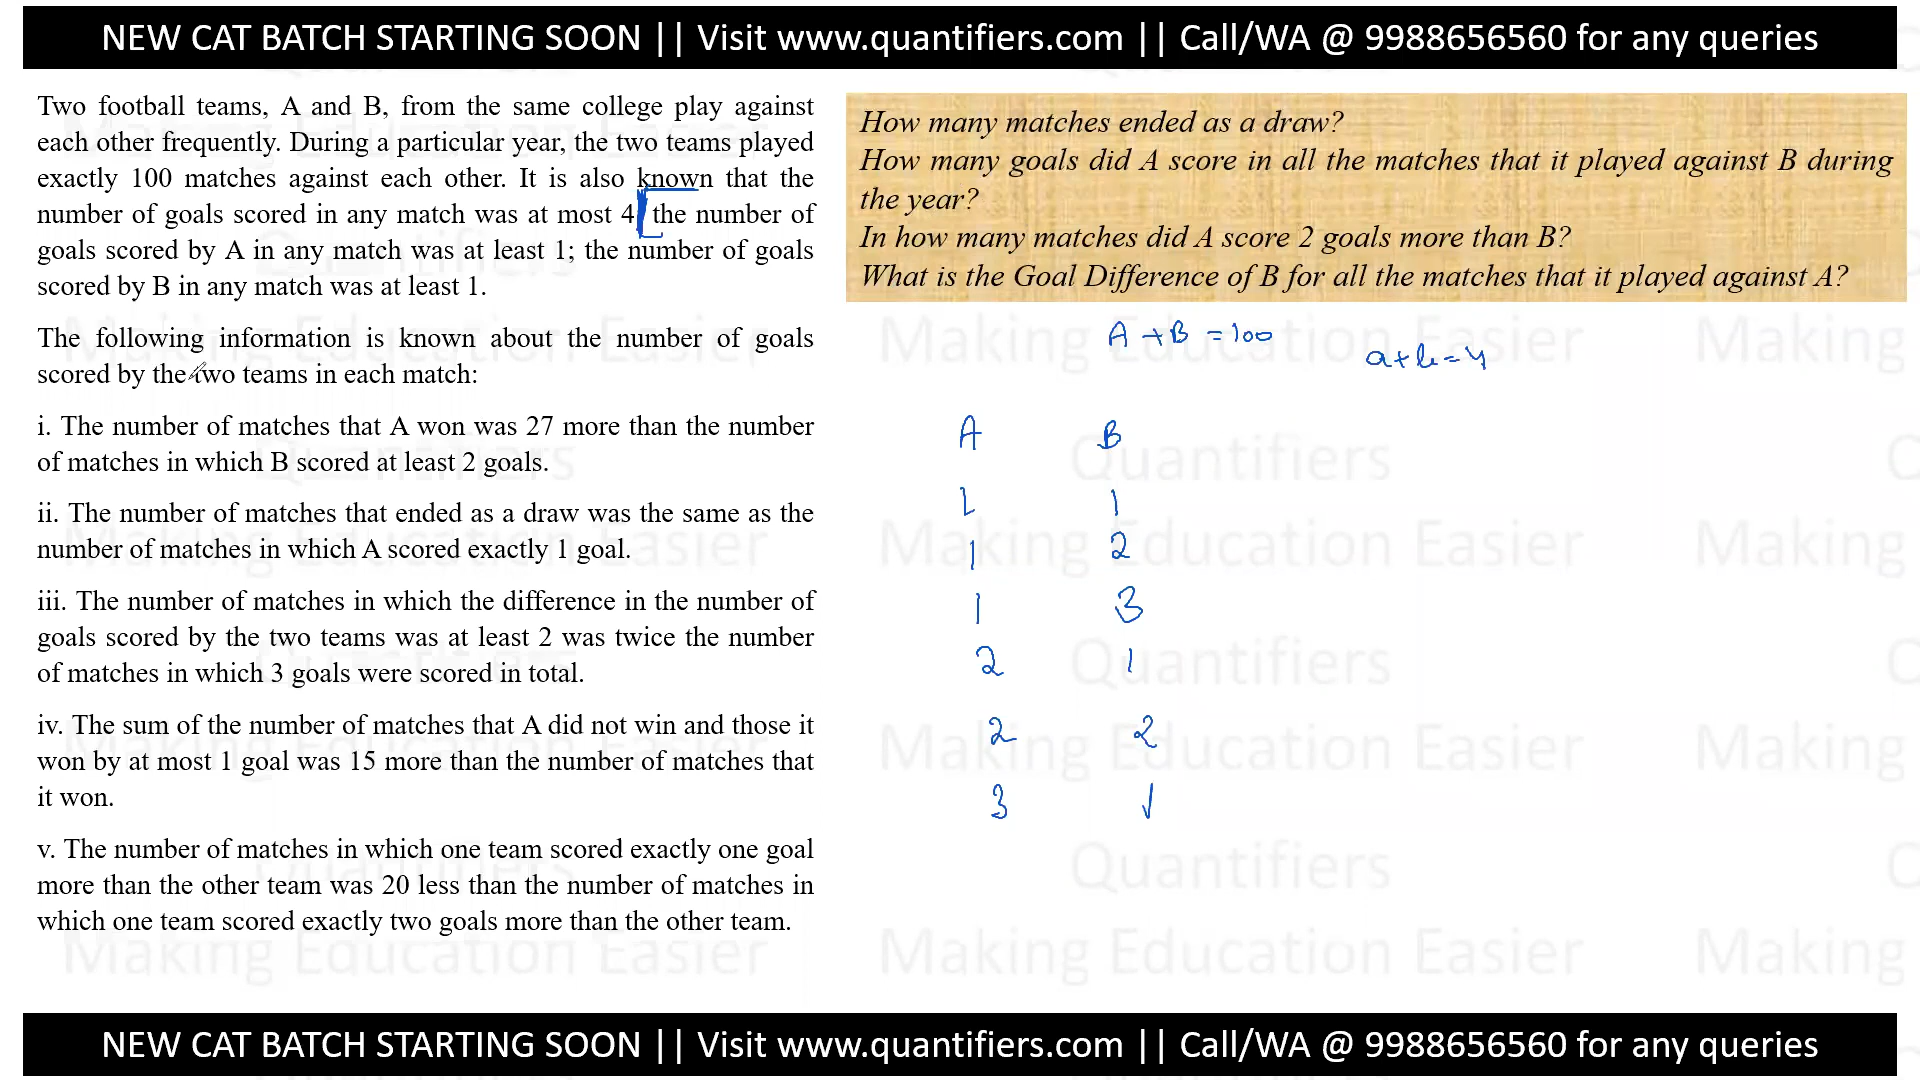 NEW CAT BATCH STARTING SOON || Visit www.quantifiers.com || Call/WA @ 9988656560 for any queries
Two football teams, A and B, from the same college play against
each other frequently. During a particular year, the two teams played
exactly 100 matches against each other. It is also known that the
number of goals scored in any match was at most 4 the number of
goals scored by A in any match was at least 1; the number of goals
scored by B in any match was at least 1.
The following information is known about the number of goals
scored by the two teams in each match:
i. The number of matches that A won was 27 more than the number
of matches in which B scored at least 2 goals.
ii. The number of matches that ended as a draw was the same as the
number of matches in which A scored exactly 1 goal.
iii. The number of matches in which the difference in the number of
goals scored by the two teams was at least 2 was twice the number
of matches in which 3 goals were scored in total.
iv. The sum of the number of matches that A did not win and those it
won by at most 1 goal was 15 more than the number of matches that
it won.
v. The number of matches in which one team scored exactly one goal
more than the other team was 20 less than the number of matches in
which one team scored exactly two goals more than the other team.
How many matches ended as a draw?
How many goals did A score in all the matches that it played against B during
the year?
In how many matches did A score 2 goals more than B?
What is the Goal Difference of B for all the matches that it played against A?
A + B = 100
a + b = 4
A B
1 1
1 2
1 3
2 1
2 2
3 1
Making Education Easier
Quantifiers
Making Education Easier
Quantifiers
Making Education Easier
Quantifiers
Making Education Easier
NEW CAT BATCH STARTING SOON || Visit www.quantifiers.com || Call/WA @ 9988656560 for any queries